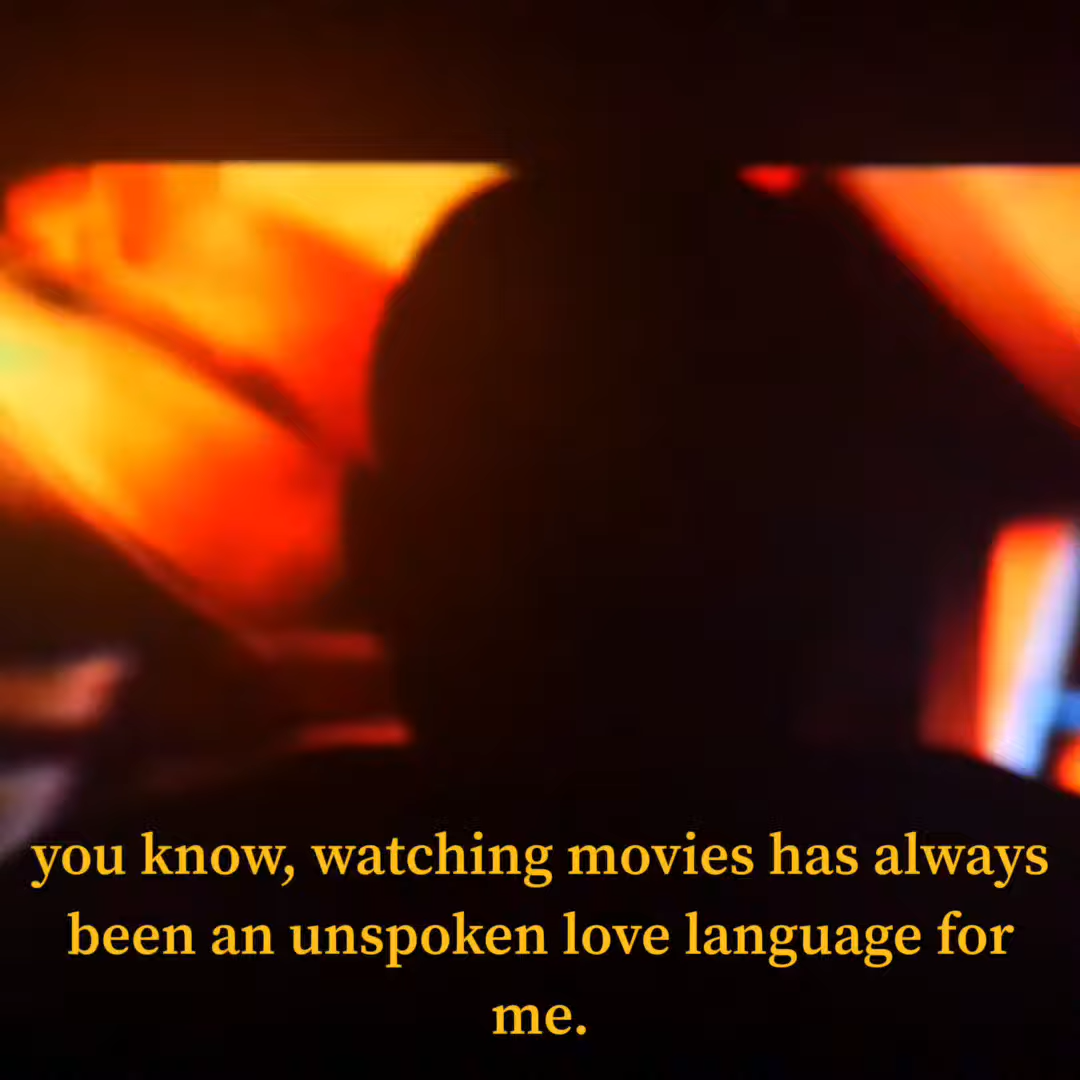 you know, watching movies has always
been an unspoken love language for
me.